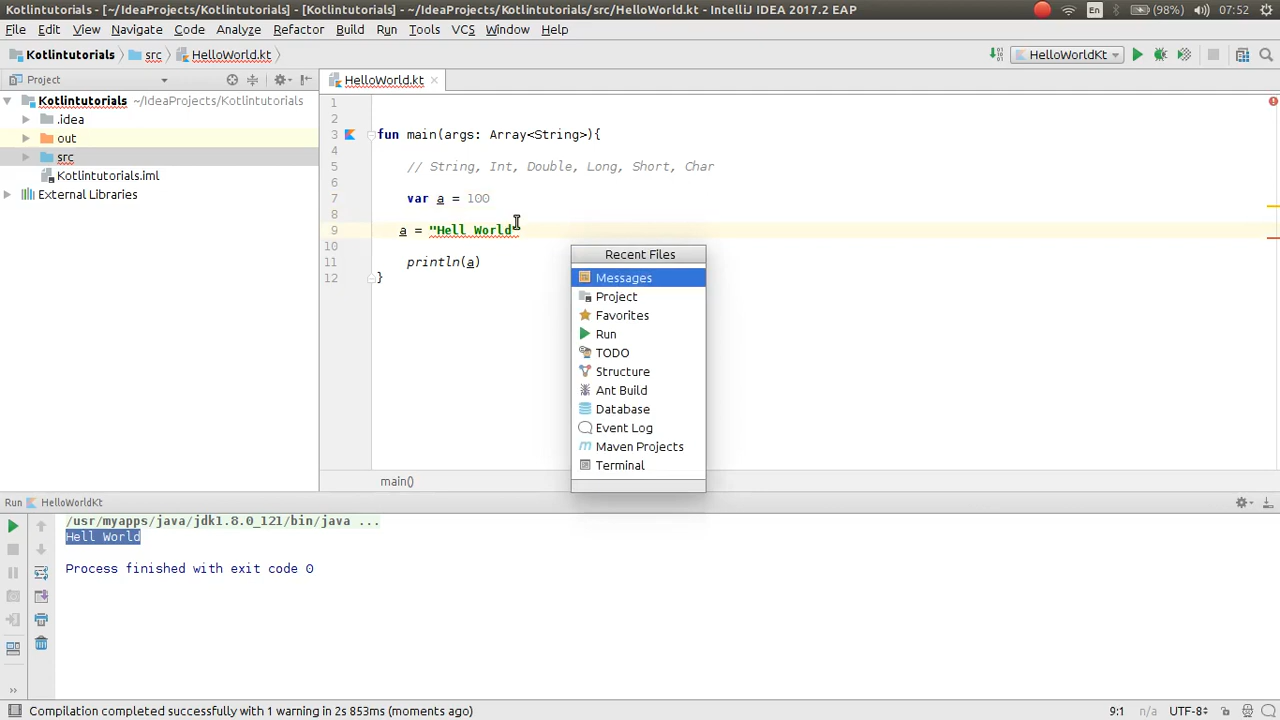 Kotlintutorials - [~/IdeaProjects/Kotlintutorials] - [Kotlintutorials] - ~/IdeaProjects/Kotlintutorials/src/HelloWorld.kt - IntelliJ IDEA 2017.2 EAP
En
(98%)
07:52
File Edit View Navigate Code Analyze Refactor Build Run Tools VCS Window Help
Kotlintutorials
src
HelloWorld.kt
HelloWorldKt
Project
HelloWorld.kt
Kotlintutorials ~/IdeaProjects/Kotlintutorials
.idea
out
src
Kotlintutorials.iml
External Libraries
1
2
3 fun main(args: Array<String>){
4
5 // String, Int, Double, Long, Short, Char
6
7 var a = 100
8
9 a = "Hell World"
10
11 println(a)
12 }
Recent Files
Messages
Project
Favorites
Run
TODO
Structure
Ant Build
Database
Event Log
Maven Projects
Terminal
main()
Run HelloWorldKt
/usr/myapps/java/jdk1.8.0_121/bin/java ...
Hell World
Process finished with exit code 0
Compilation completed successfully with 1 warning in 2s 853ms (moments ago)
9:1 n/a UTF-8